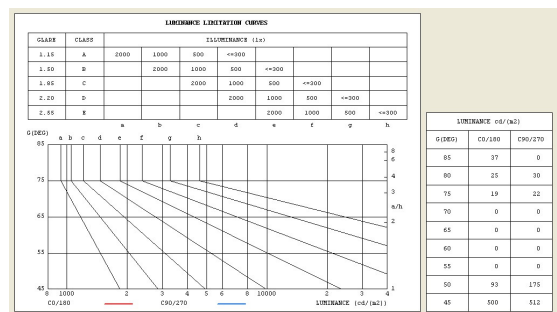 LUMINANCE LIMITATION CURVES
GLARE CLASS ILLUMINANCE (lx)
1.15 A 2000 1000 500 <=300
1.50 B 2000 1000 500 <=300
1.85 C 2000 1000 500 <=300
2.20 D 2000 1000 500 <=300
2.55 E 2000 1000 500 <=300
a b c d e f g h
G(DEG)
a b c d e f g h
85
75
65
55
45
8
6
4
3
a/h
2
1
8 1000 2 3 4 5 6 8 10000 2 3 4
C0/180 C90/270 LUMINANCE (cd/(m2))
LUMINANCE cd/(m2)
G(DEG) C0/180 C90/270
85 37 0
80 25 30
75 19 22
70 0 0
65 0 0
60 0 0
55 0 0
50 93 175
45 500 512